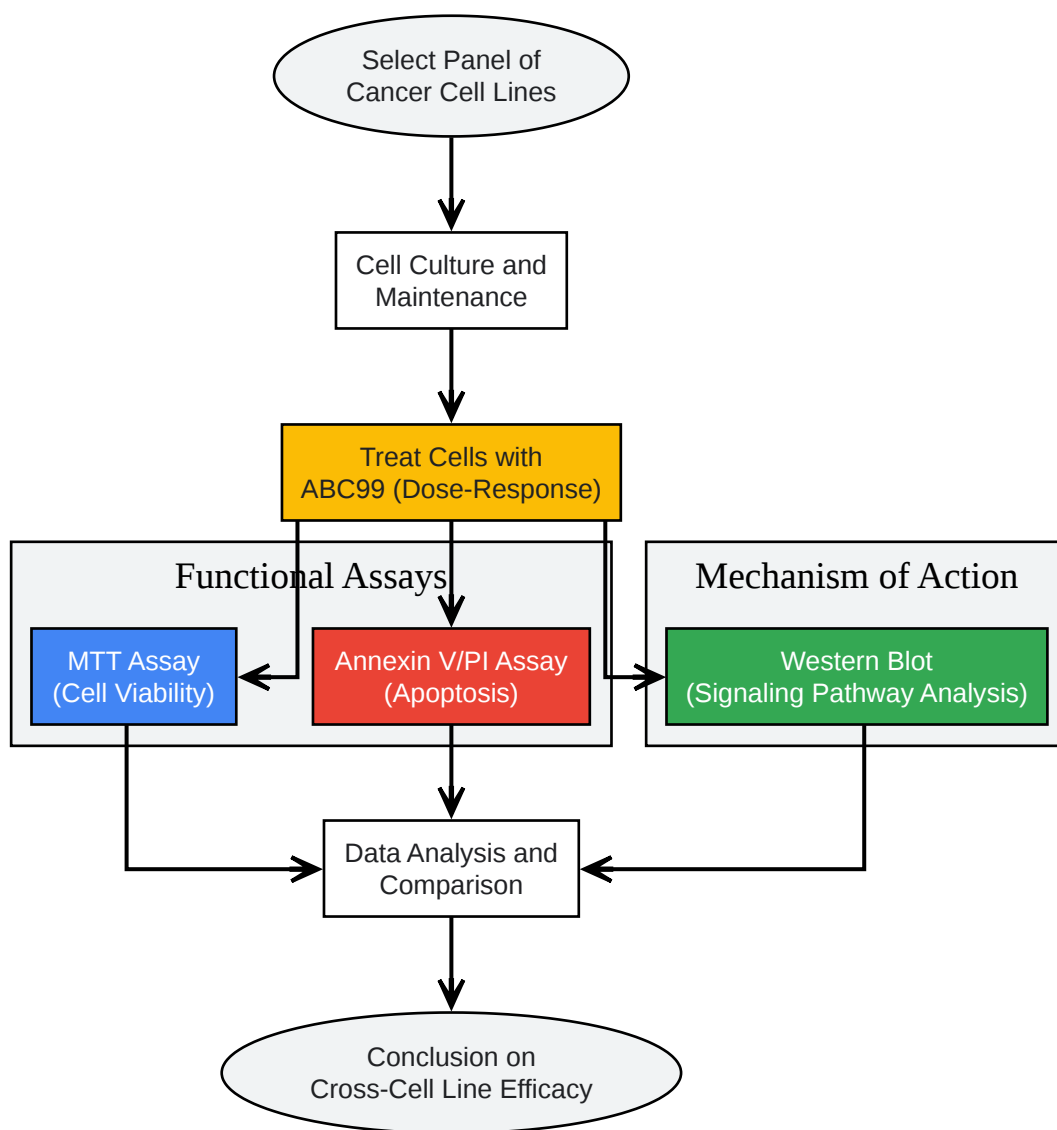 Select Panel of
Cancer Cell Lines
Cell Culture and
Maintenance
Treat Cells with
ABC99 (Dose-Response)
Functional Assays
Mechanism of Action
MTT Assay
(Cell Viability)
Annexin V/PI Assay
(Apoptosis)
Western Blot
(Signaling Pathway Analysis)
Data Analysis and
Comparison
Conclusion on
Cross-Cell Line Efficacy